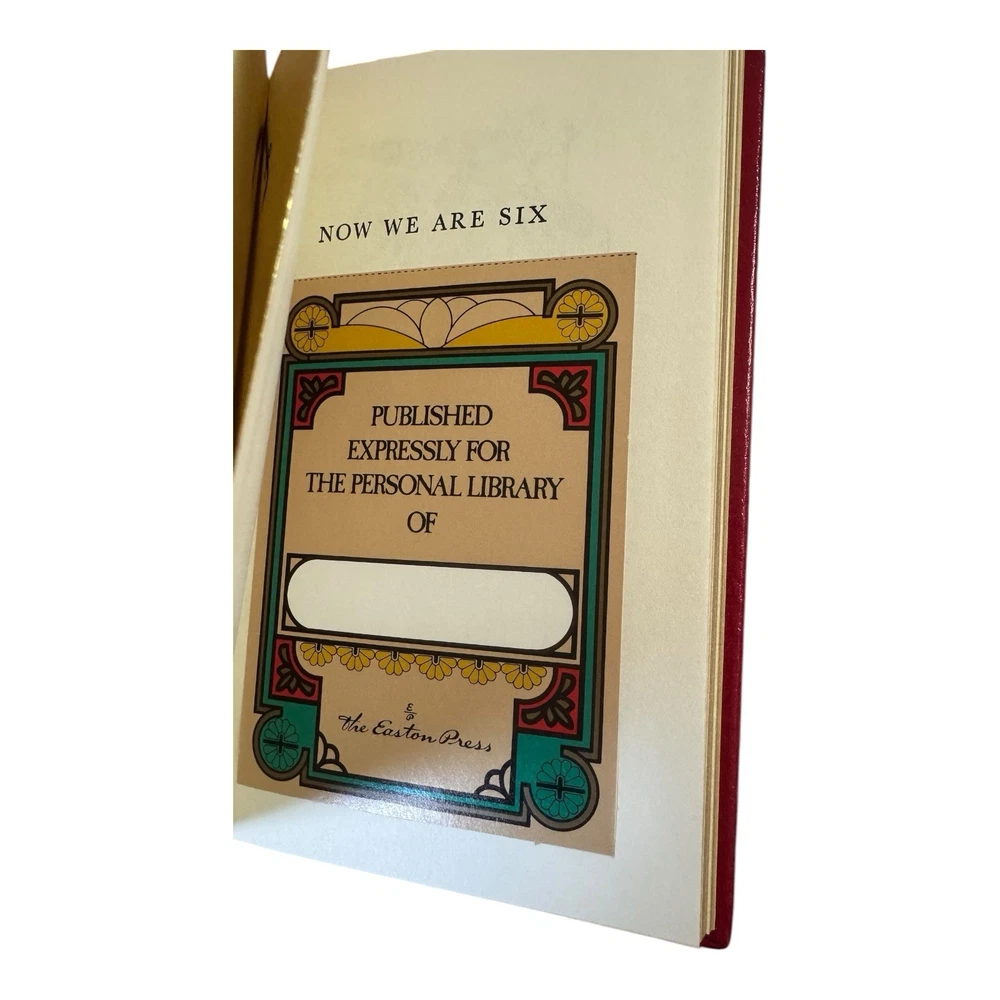 NOW WE ARE SIX
PUBLISHED
EXPRESSLY FOR
THE PERSONAL LIBRARY
OF
E
P
the Easton Press